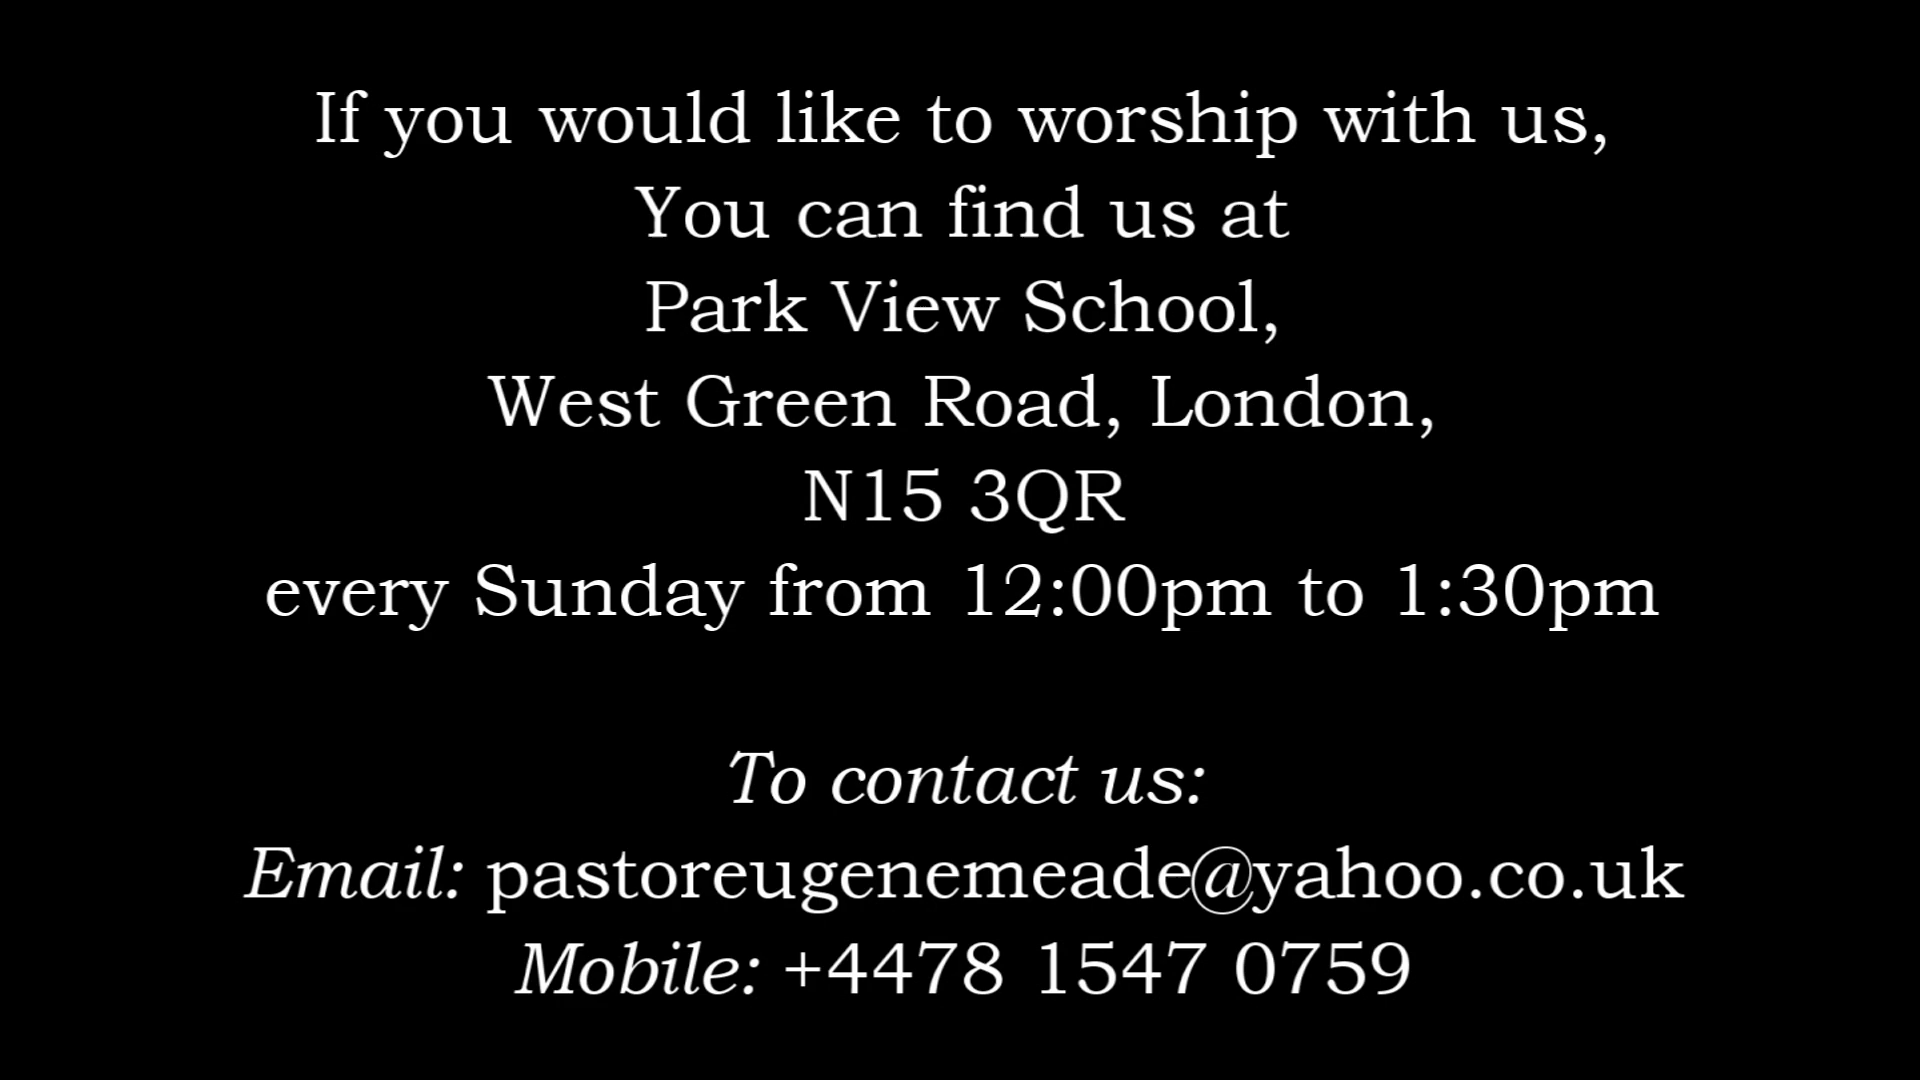 If you would like to worship with us,
You can find us at
Park View School,
West Green Road, London,
N15 3QR
every Sunday from 12:00pm to 1:30pm
To contact us:
Email: pastoreugenemeade@yahoo.co.uk
Mobile: +4478 1547 0759